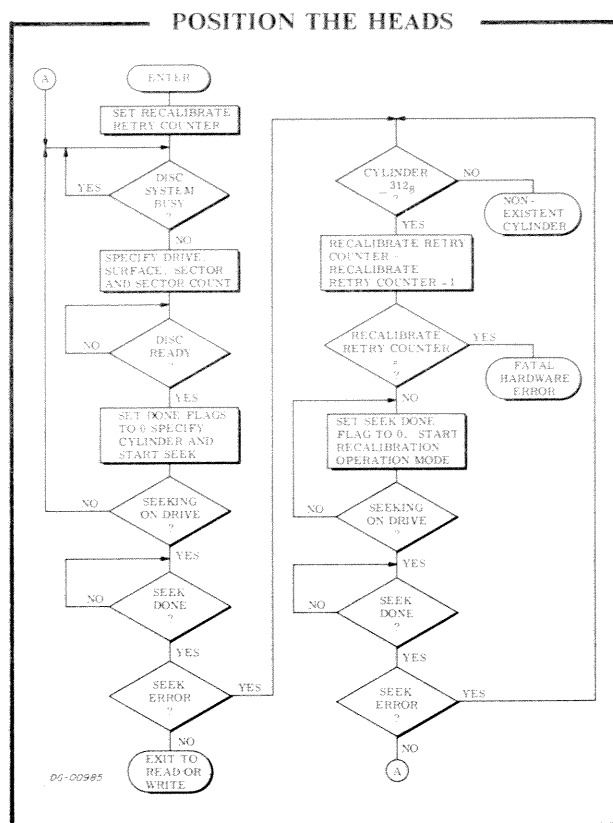 POSITION THE HEADS
A
ENTER
SET RECALIBRATE
RETRY COUNTER
DISC
SYSTEM
BUSY
?
YES
NO
SPECIFY DRIVE,
SURFACE, SECTOR
AND SECTOR COUNT
DISC
READY
?
NO
YES
SET DONE FLAGS
TO 0 SPECIFY
CYLINDER AND
START SEEK
SEEKING
ON DRIVE
?
NO
YES
SEEK
DONE
?
NO
YES
SEEK
ERROR
?
YES
NO
EXIT TO
READ OR
WRITE
DG-00985
CYLINDER
312₈
?
NO
NON-
EXISTENT
CYLINDER
YES
RECALIBRATE RETRY
COUNTER -
RECALIBRATE
RETRY COUNTER -1
RECALIBRATE
RETRY COUNTER
?
YES
FATAL
HARDWARE
ERROR
NO
SET SEEK DONE
FLAG TO 0. START
RECALIBRATION
OPERATION MODE
SEEKING
ON DRIVE
?
NO
YES
SEEK
DONE
?
NO
YES
SEEK
ERROR
?
YES
NO
A